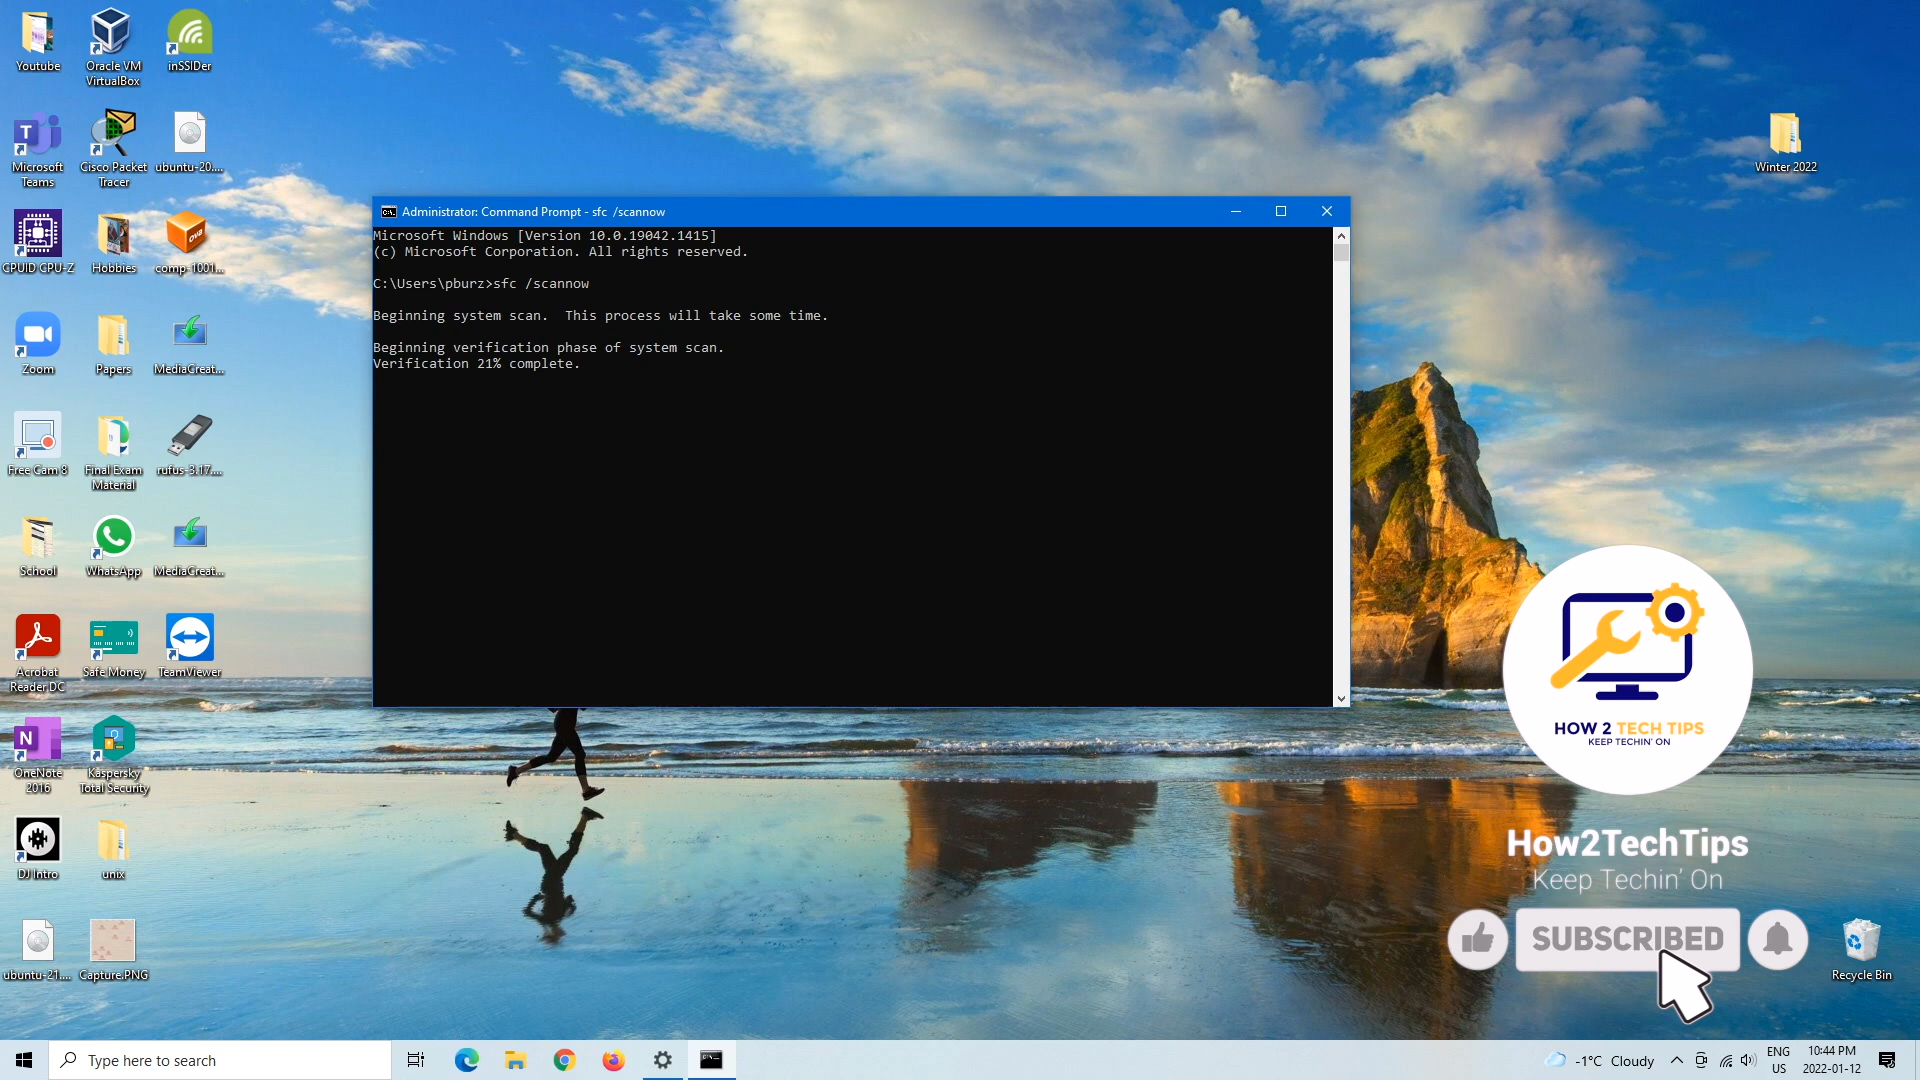 Youtube
Oracle VM
VirtualBox
inSSIDer
Microsoft
Teams
Cisco Packet
Tracer
ubuntu-20....
Winter 2022
CPUID CPU-Z
Hobbies
comp-1001...
ova
Administrator: Command Prompt - sfc  /scannow
Microsoft Windows [Version 10.0.19042.1415]
(c) Microsoft Corporation. All rights reserved.
C:\Users\pburz>sfc /scannow
Beginning system scan.  This process will take some time.
Beginning verification phase of system scan.
Verification 21% complete.
Zoom
Papers
MediaCreat...
Free Cam 8
Final Exam
Material
rufus-3.17....
School
WhatsApp
MediaCreat...
Acrobat
Reader DC
Safe Money
TeamViewer
OneNote
2016
Kaspersky
Total Security
DJ Intro
unix
ubuntu-21....
Capture.PNG
HOW 2 TECH TIPS
KEEP TECHIN' ON
How2TechTips
Keep Techin' On
SUBSCRIBED
Recycle Bin
Type here to search
-1°C Cloudy
ENG
US
10:44 PM
2022-01-12